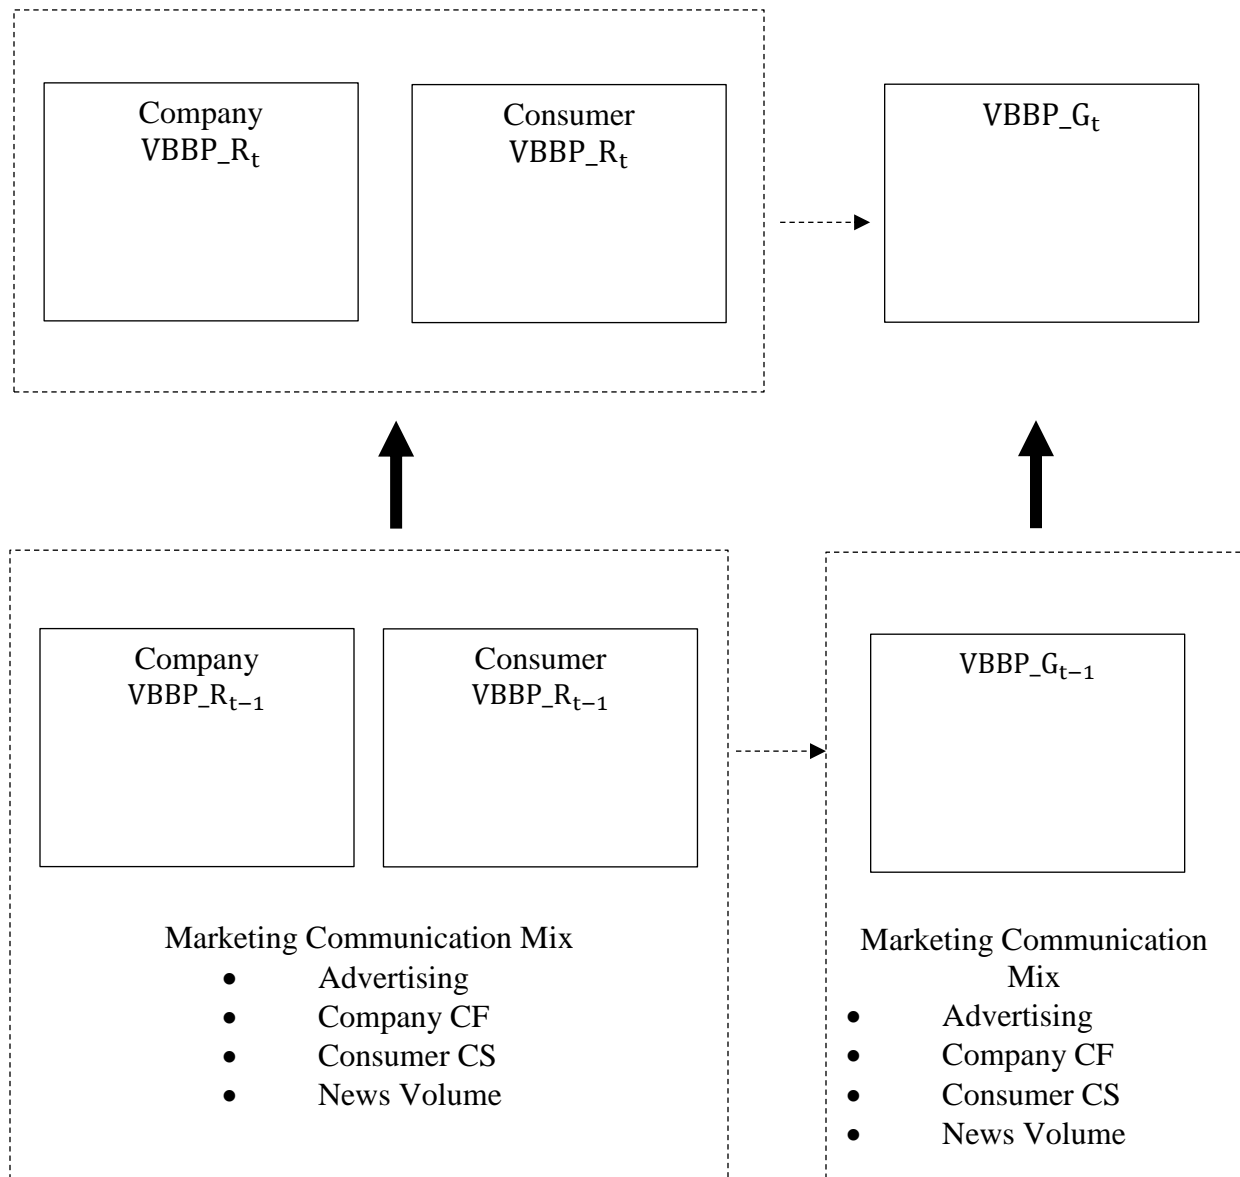 Company
VBBP_Rₜ
Consumer
VBBP_Rₜ
VBBP_Gₜ
Company
VBBP_Rₜ₋₁
Consumer
VBBP_Rₜ₋₁
VBBP_Gₜ₋₁
Marketing Communication Mix
• Advertising
• Company CF
• Consumer CS
• News Volume
Marketing Communication
Mix
• Advertising
• Company CF
• Consumer CS
• News Volume